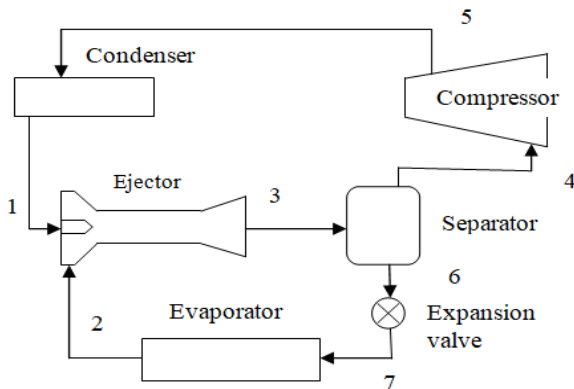 5
Condenser
Compressor
Ejector
1
3
4
Separator
6
2
Evaporator
Expansion
valve
7